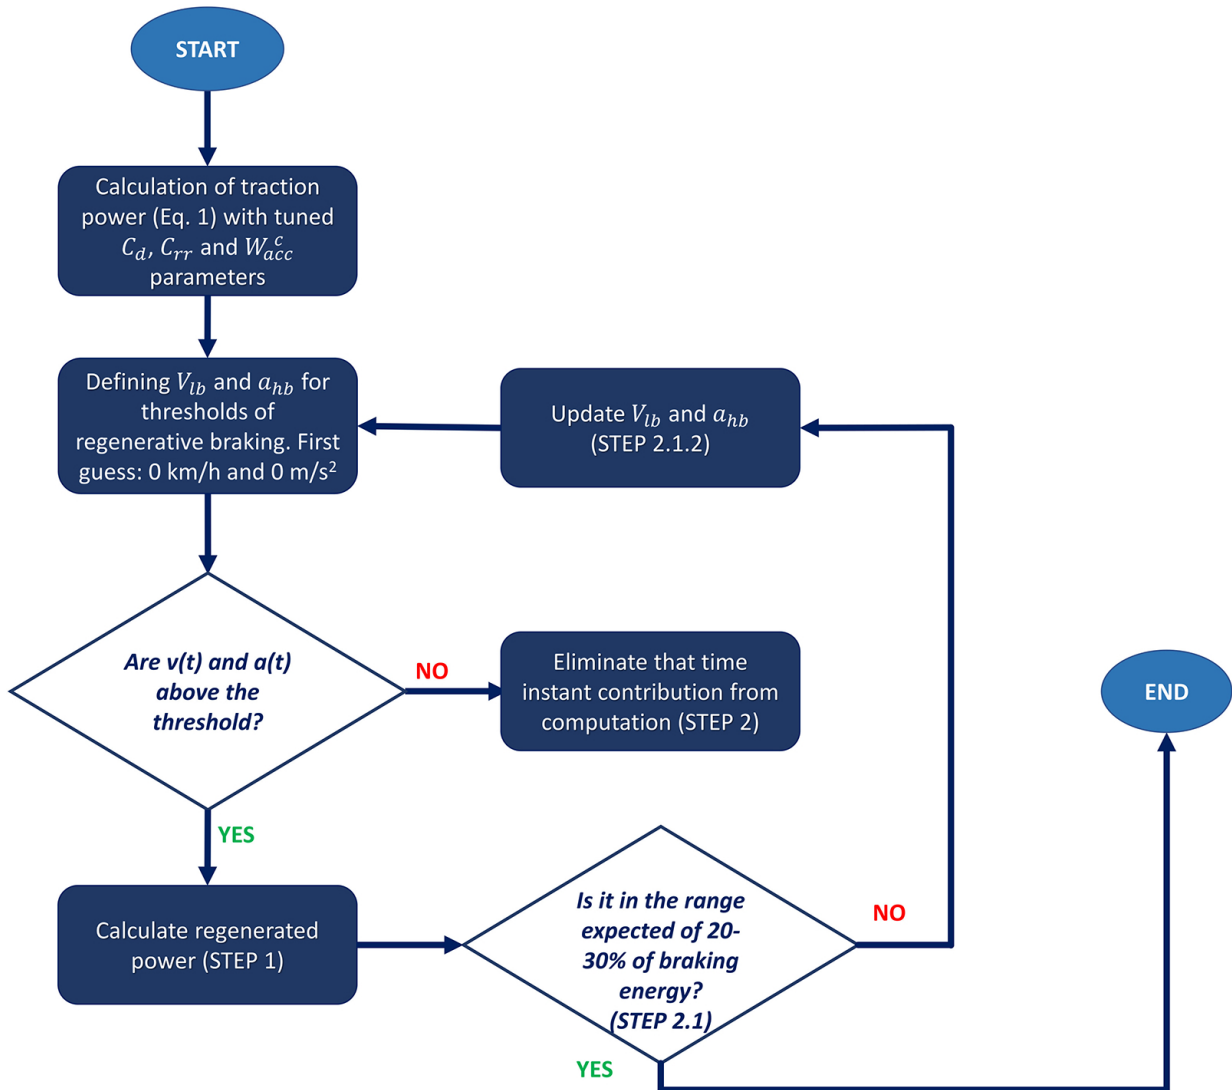 START
Calculation of traction
power (Eq. 1) with tuned
C_d, C_rr and W_acc^c
parameters
Defining V_lb and a_hb for
thresholds of
regenerative braking. First
guess: 0 km/h and 0 m/s²
Update V_lb and a_hb
(STEP 2.1.2)
Are v(t) and a(t)
above the
threshold?
NO
Eliminate that time
instant contribution from
computation (STEP 2)
END
YES
Calculate regenerated
power (STEP 1)
Is it in the range
expected of 20-
30% of braking
energy?
(STEP 2.1)
NO
YES